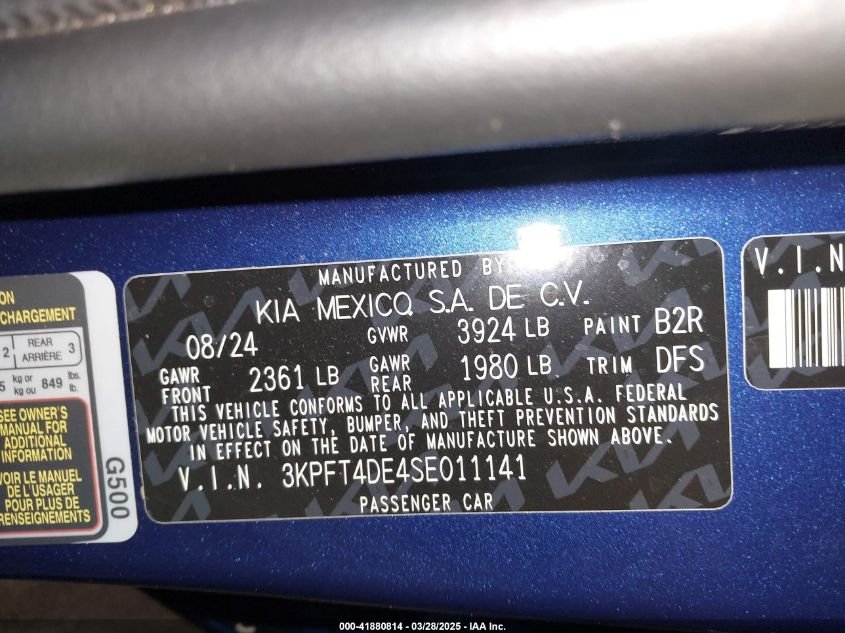 MANUFACTURED BY
KIA MEXICO, S.A. DE C.V.
08/24 GVWR 3924 LB PAINT B2R
GAWR FRONT 2361 LB GAWR REAR 1980 LB TRIM DFS
THIS VEHICLE CONFORMS TO ALL APPLICABLE U.S.A. FEDERAL
MOTOR VEHICLE SAFETY, BUMPER, AND THEFT PREVENTION STANDARDS
IN EFFECT ON THE DATE OF MANUFACTURE SHOWN ABOVE.
V.I.N. 3KPFT4DE4SE011141
PASSENGER CAR
V.I.N
CHARGEMENT
2 REAR ARRIÈRE 3
5 kg or kg ou 849 lbs. lb.
SEE OWNER'S
MANUAL FOR
ADDITIONAL
INFORMATION
VOIR LE MANUEL
DE L'USAGER
POUR PLUS DE
RENSEIGNEMENTS
G500
000-41880814 - 03/28/2025 - IAA Inc.